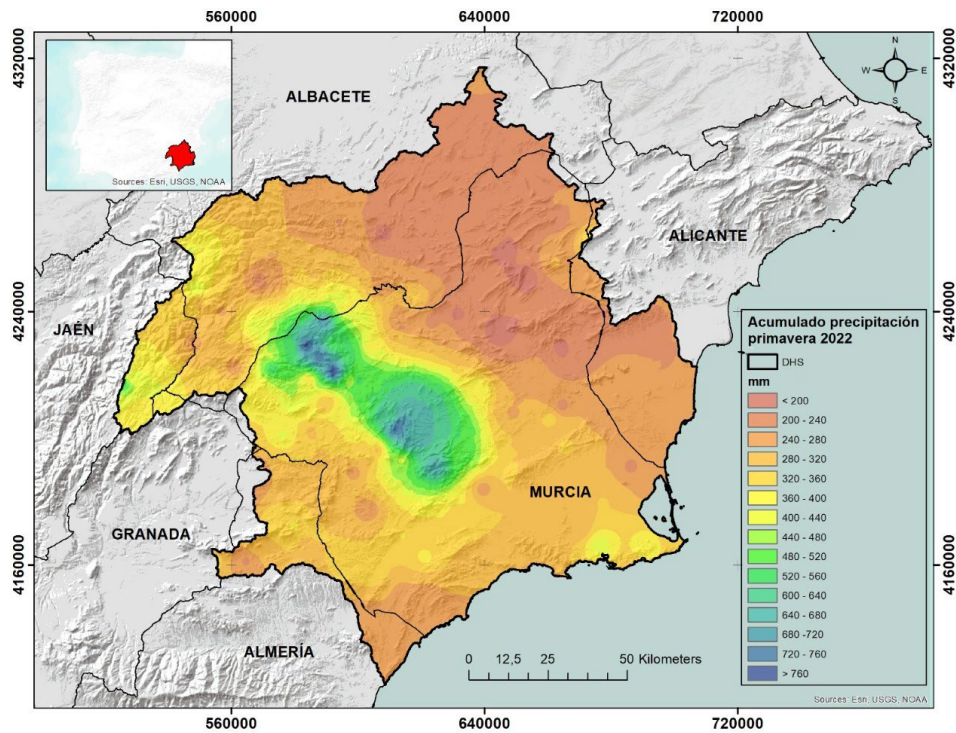 560000 640000 720000
4320000 4320000
N
W E
S
ALBACETE
Sources: Esri, USGS, NOAA
ALICANTE
JAÉN
4240000 4240000
Acumulado precipitación
primavera 2022
DHS
mm
< 200
200 - 240
240 - 280
280 - 320
320 - 360
360 - 400
400 - 440
440 - 480
480 - 520
520 - 560
600 - 640
640 - 680
680 -720
720 - 760
> 760
MURCIA
GRANADA
4160000 4160000
ALMERÍA
0 12,5 25 50 Kilometers
Sources: Esri, USGS, NOAA
560000 640000 720000